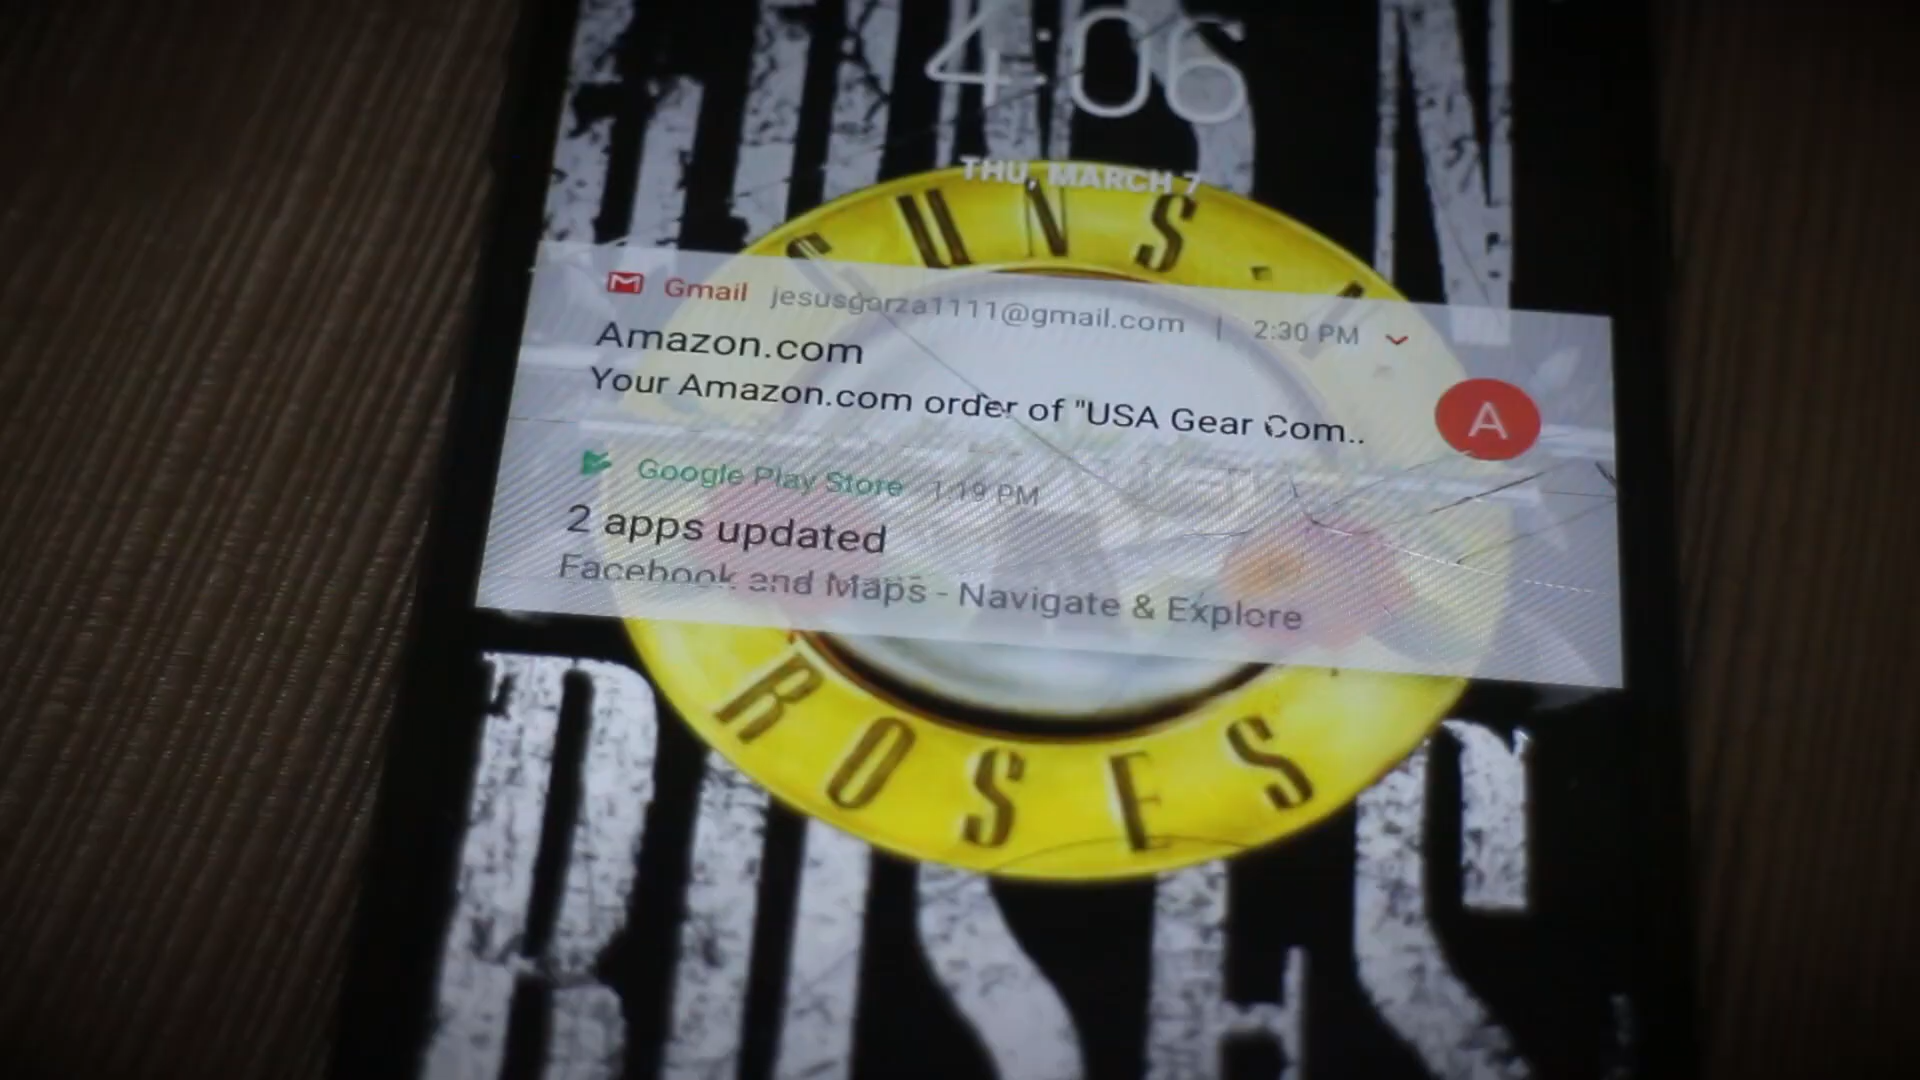 4:06
THU, MARCH 7
GUNS N
GUNS
Gmail jesusgarza1111@gmail.com | 2:30 PM
Amazon.com
Your Amazon.com order of "USA Gear Com..
A
Google Play Store 1:19 PM
2 apps updated
Facebook and Maps - Navigate & Explore
ROSES
ROSES